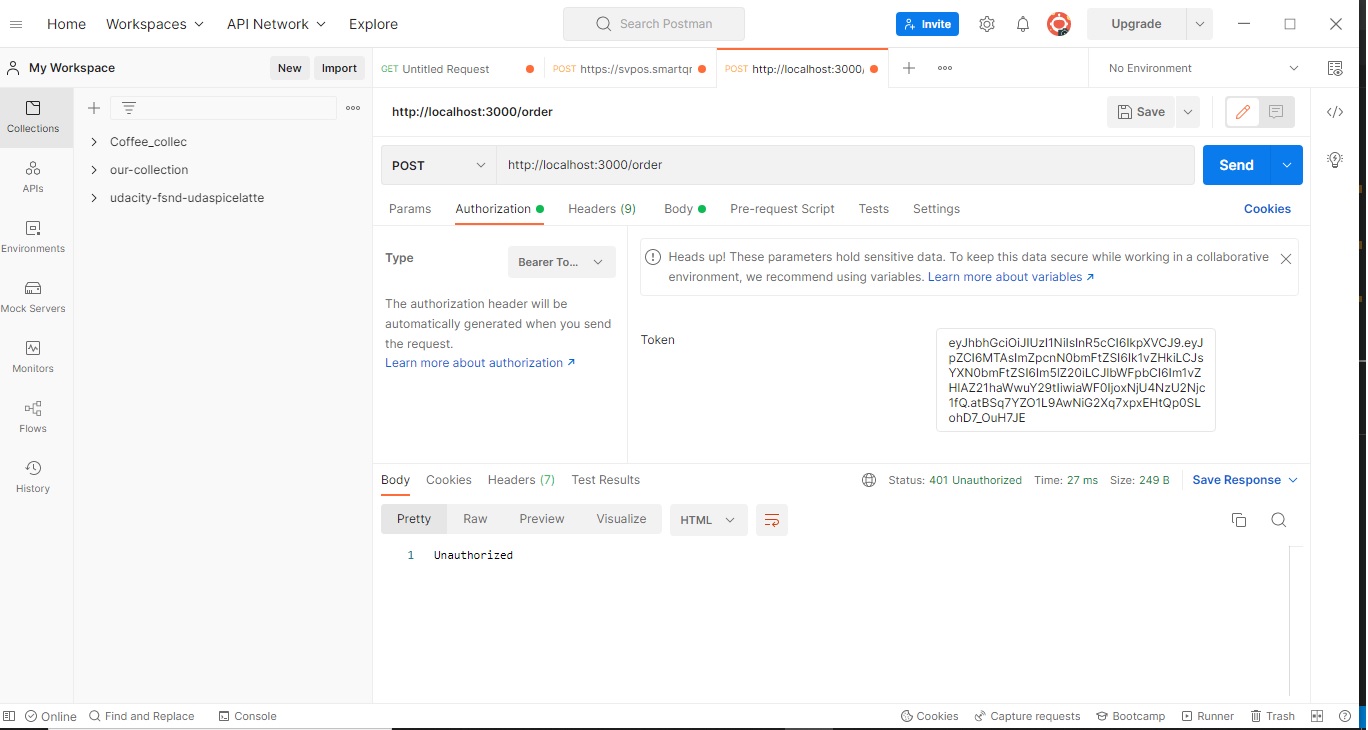 Home Workspaces API Network Explore Search Postman Invite Upgrade
My Workspace New Import
GET Untitled Request POST https://svpos.smartqr POST http://localhost:3000/ No Environment
Collections
APIs
Environments
Mock Servers
Monitors
Flows
History
Coffee_collec
our-collection
udacity-fsnd-udaspicelatte
http://localhost:3000/order Save
POST http://localhost:3000/order Send
Params Authorization Headers (9) Body Pre-request Script Tests Settings Cookies
Type Bearer To...
The authorization header will be
automatically generated when you send
the request.
Learn more about authorization
Heads up! These parameters hold sensitive data. To keep this data secure while working in a collaborative
environment, we recommend using variables. Learn more about variables
Token
eyJhbhGciOiJIUzI1NiIsInR5cCI6IkpXVCJ9.eyJ
pZCI6MTAsImZpcnN0bmFtZSI6Ik1vZHkiLCJs
YXN0bmFtZSI6Im5lZ20iLCJlbWFpbCI6Im1vZ
HlAZ21haWwuY29tIiwiaWF0IjoxNjU4NzU2Njc
1fQ.atBSq7YZO1L9AwNiG2Xq7xpxEHtQp0SL
ohD7_OuH7JE
Body Cookies Headers (7) Test Results Status: 401 Unauthorized Time: 27 ms Size: 249 B Save Response
Pretty Raw Preview Visualize HTML
1 Unauthorized
Online Find and Replace Console Cookies Capture requests Bootcamp Runner Trash